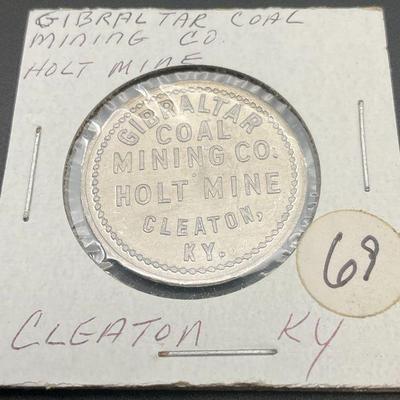 GIBRALTAR COAL
MINING CO.
HOLT MINE
GIBRALTAR
COAL
MINING CO.
HOLT MINE
CLEATON,
KY.
69
CLEATON KY